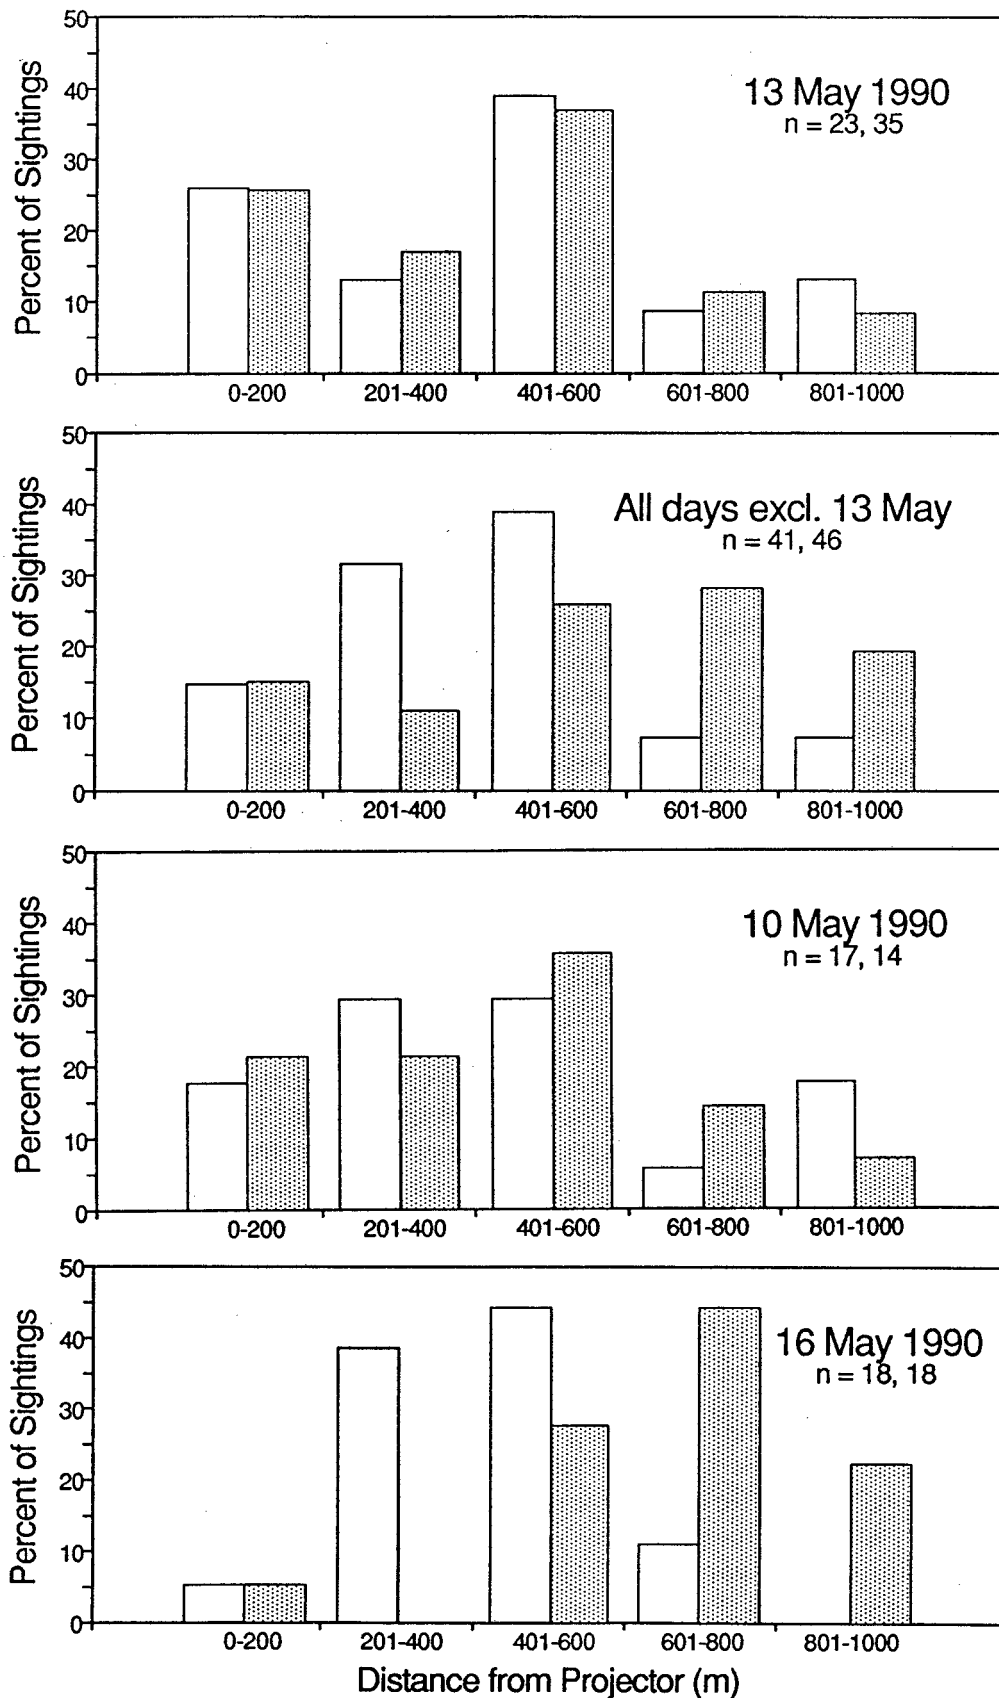 50
40
30
20
10
0
Percent of Sightings
13 May 1990
n = 23, 35
0-200 201-400 401-600 601-800 801-1000
50
40
30
20
10
0
Percent of Sightings
All days excl. 13 May
n = 41, 46
0-200 201-400 401-600 601-800 801-1000
50
40
30
20
10
0
Percent of Sightings
10 May 1990
n = 17, 14
0-200 201-400 401-600 601-800 801-1000
50
40
30
20
10
0
Percent of Sightings
16 May 1990
n = 18, 18
0-200 201-400 401-600 601-800 801-1000
Distance from Projector (m)